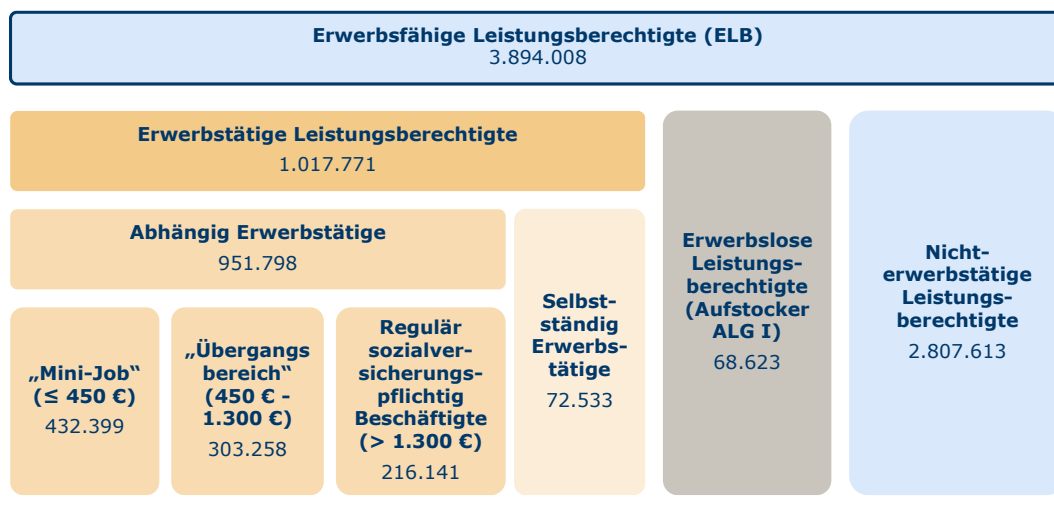 Erwerbsfähige Leistungsberechtigte (ELB)
3.894.008
Erwerbstätige Leistungsberechtigte
1.017.771
Abhängig Erwerbstätige
951.798
„Mini-Job“
(≤ 450 €)
432.399
„Übergangs
bereich“
(450 € -
1.300 €)
303.258
Regulär
sozialver-
sicherungs-
pflichtig
Beschäftigte
(> 1.300 €)
216.141
Selbst-
ständig
Erwerbs-
tätige
72.533
Erwerbslose
Leistungs-
berechtigte
(Aufstocker
ALG I)
68.623
Nicht-
erwerbstätige
Leistungs-
berechtigte
2.807.613